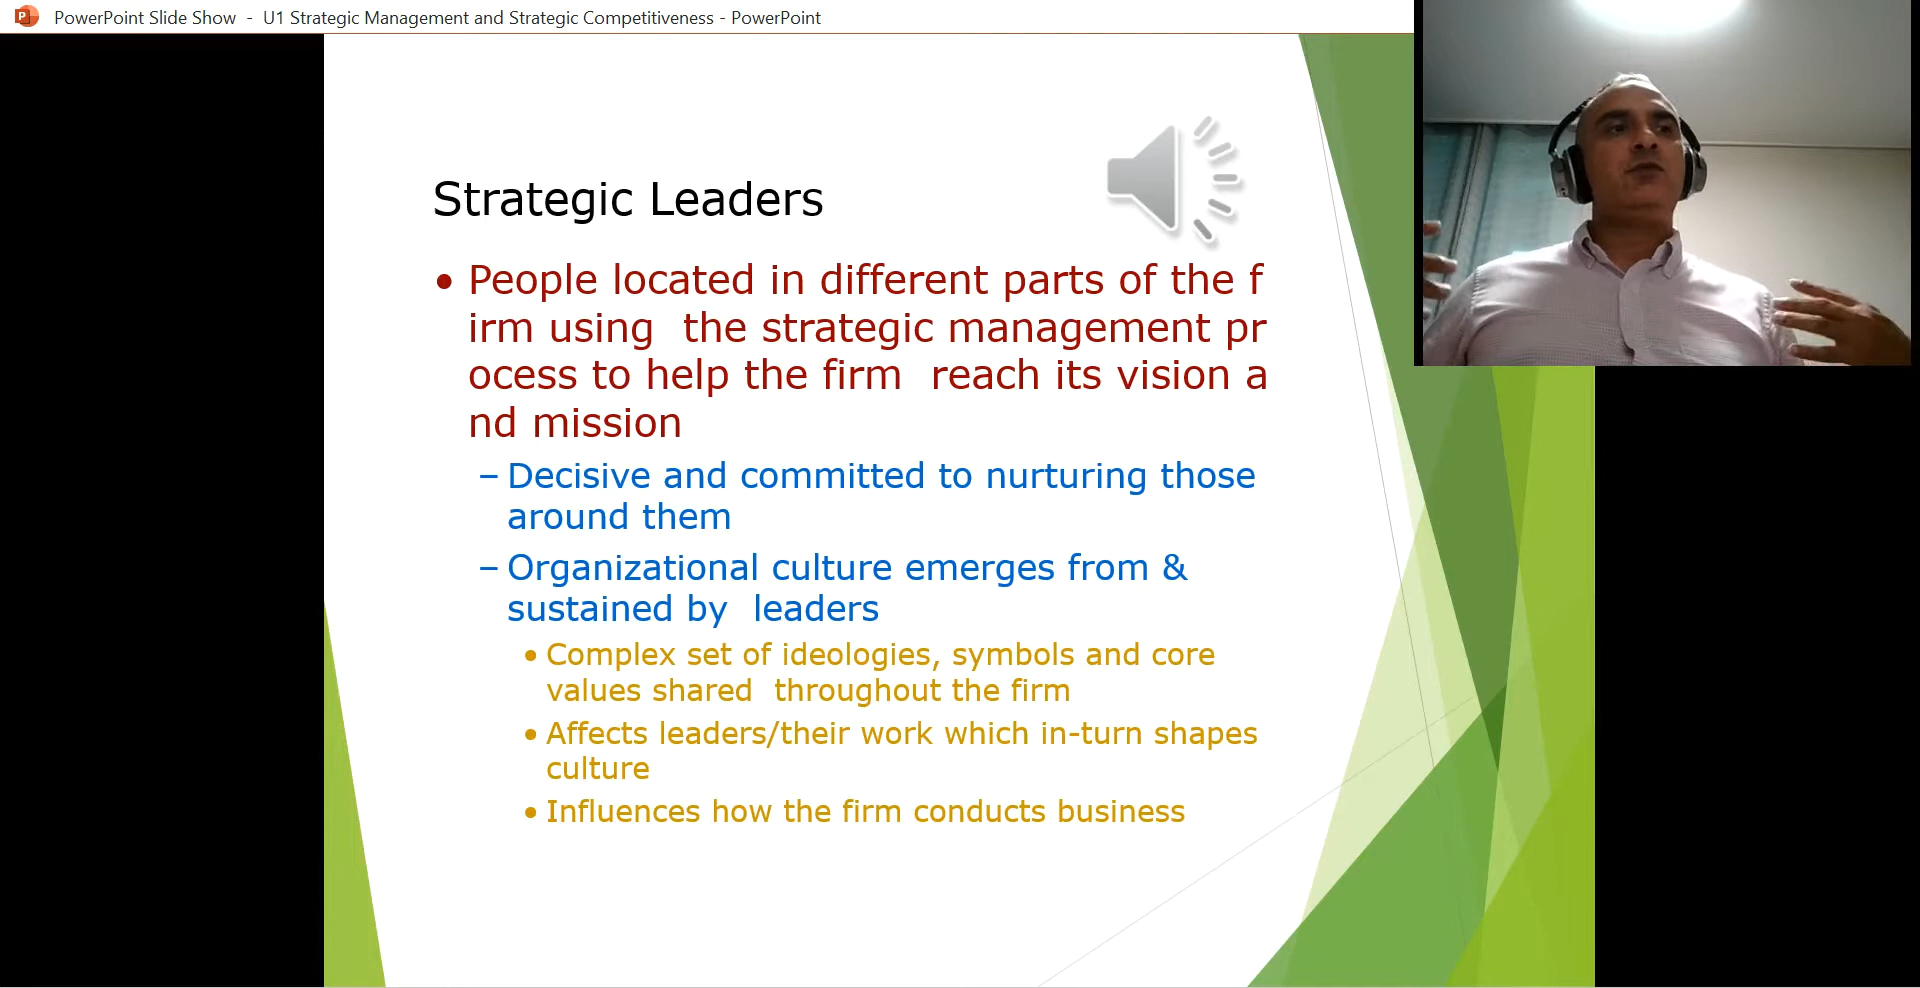 PowerPoint Slide Show - U1 Strategic Management and Strategic Competitiveness - PowerPoint
Strategic Leaders
• People located in different parts of the f
irm using  the strategic management pr
ocess to help the firm  reach its vision a
nd mission
– Decisive and committed to nurturing those
around them
– Organizational culture emerges from &
sustained by  leaders
• Complex set of ideologies, symbols and core
values shared  throughout the firm
• Affects leaders/their work which in-turn shapes
culture
• Influences how the firm conducts business